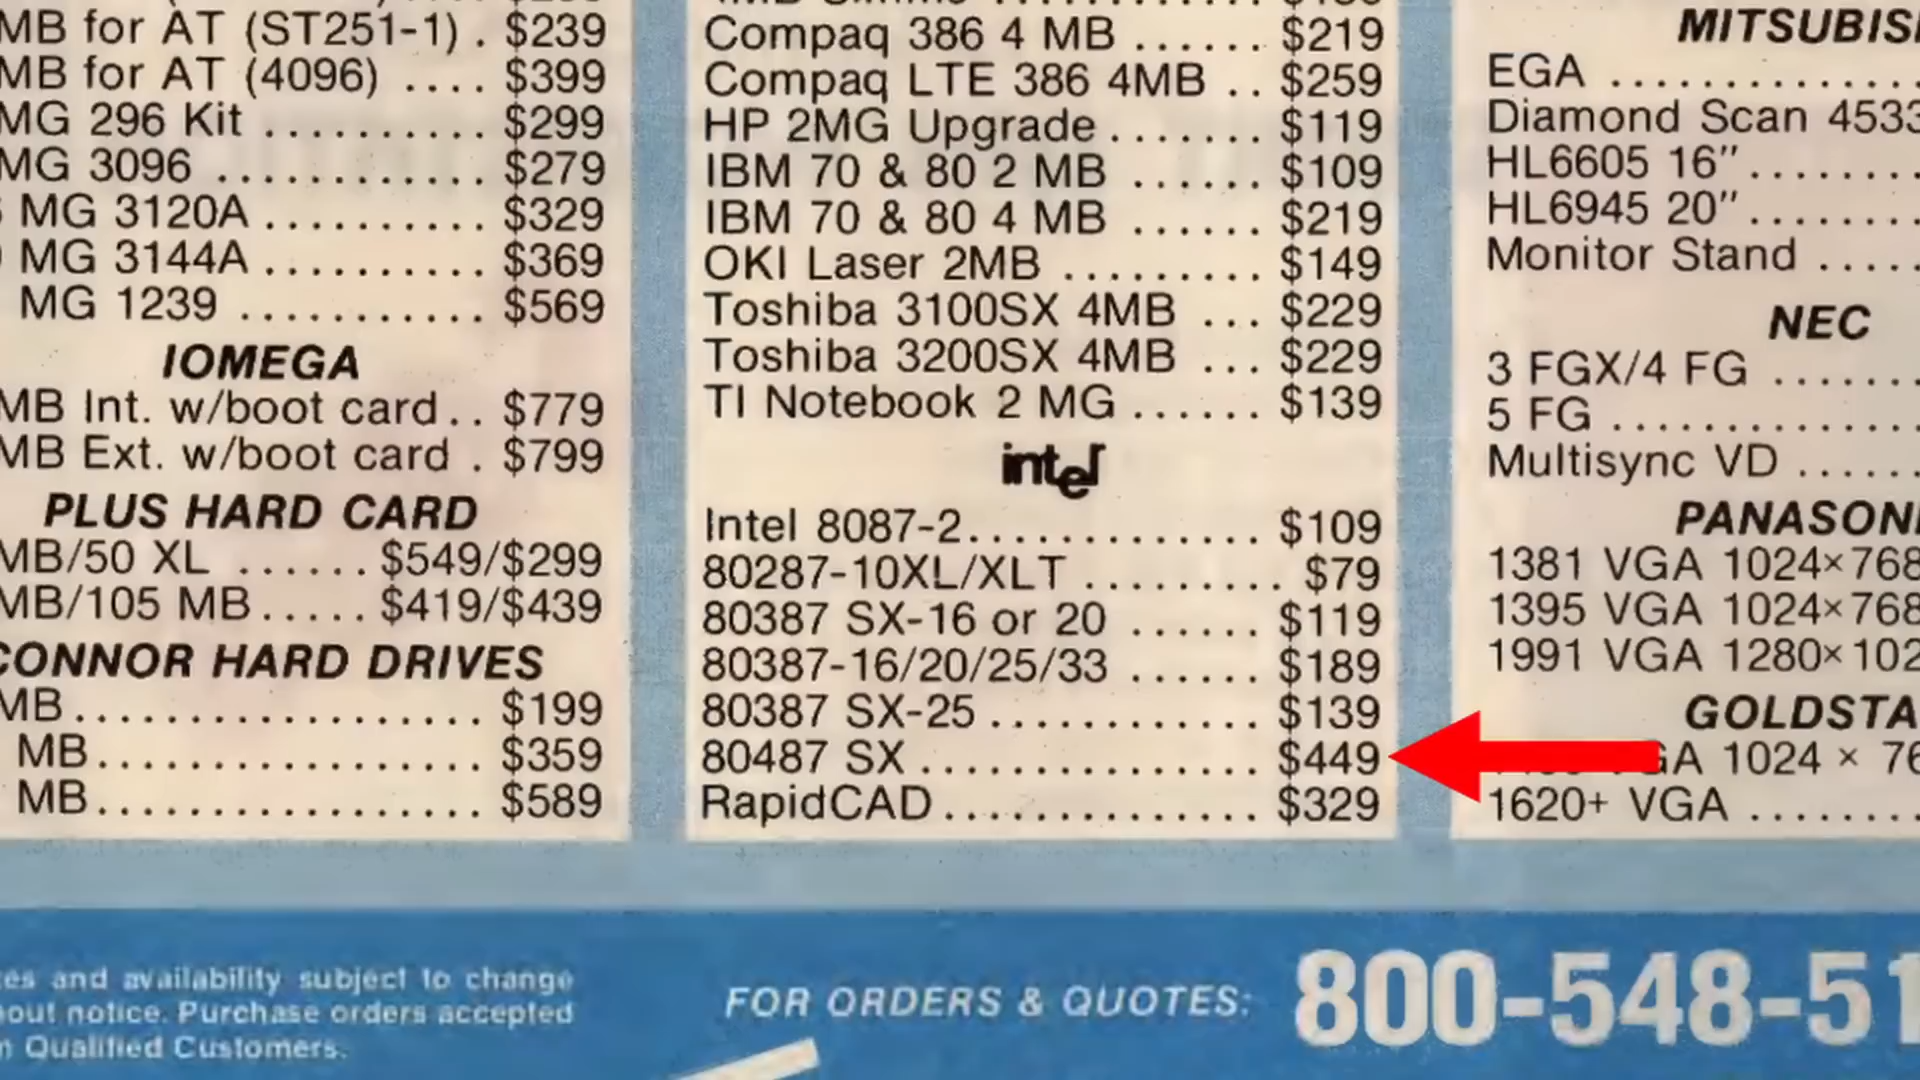 MB for AT (ST251-1) . $239
MB for AT (4096) .... $399
MG 296 Kit .......... $299
MG 3096 ............ $279
MG 3120A .......... $329
MG 3144A .......... $369
MG 1239 ........... $569
IOMEGA
MB Int. w/boot card.. $779
MB Ext. w/boot card . $799
PLUS HARD CARD
MB/50 XL ...... $549/$299
MB/105 MB..... $419/$439
CONNOR HARD DRIVES
MB.................. $199
MB................. $359
MB................. $589
Compaq 386 4 MB ...... $219
Compaq LTE 386 4MB .. $259
HP 2MG Upgrade....... $119
IBM 70 & 80 2 MB ...... $109
IBM 70 & 80 4 MB ...... $219
OKI Laser 2MB ......... $149
Toshiba 3100SX 4MB ... $229
Toshiba 3200SX 4MB ... $229
TI Notebook 2 MG ...... $139
intel
Intel 8087-2............. $109
80287-10XL/XLT ......... $79
80387 SX-16 or 20 ...... $119
80387-16/20/25/33 ...... $189
80387 SX-25 ............ $139
80487 SX ............... $449
RapidCAD .............. $329
MITSUBIS
EGA ..............
Diamond Scan 4533
HL6605 16″........
HL6945 20″........
Monitor Stand .....
NEC
3 FGX/4 FG .......
5 FG ..............
Multisync VD ......
PANASON
1381 VGA 1024×768
1395 VGA 1024×768
1991 VGA 1280×102
GOLDSTA
GA 1024 × 76
1620+ VGA ........
es and availability subject to change
out notice. Purchase orders accepted
Qualified Customers.
FOR ORDERS & QUOTES: 800-548-51